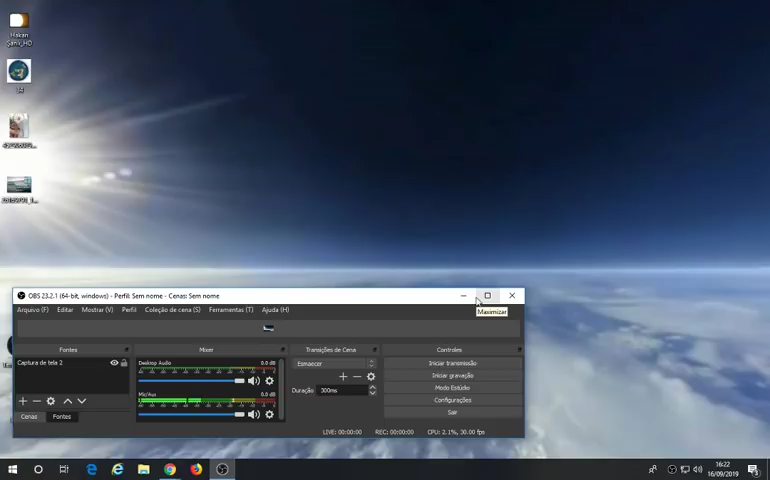 Hakan
Şanlı_HD
34
OBS 23.2.1 (64-bit, windows) - Perfil: Sem nome - Cenas: Sem nome
Maximizar
Arquivo (F) Editar Mostrar (V) Perfil Coleção de cena (S) Ferramentas (T) Ajuda (H)
Fontes Mixer Transições de Cena Controles
Captura de tela 2
Desktop Audio 0.0 dB
Mic/Aux 0.0 dB
Esmaecer
Duração 300ms
Iniciar transmissão
Iniciar gravação
Modo Estúdio
Configurações
Sair
Cenas Fontes
LIVE: 00:00:00 REC: 00:00:00 CPU: 2.1%, 30.00 fps
16:22
16/09/2019
3